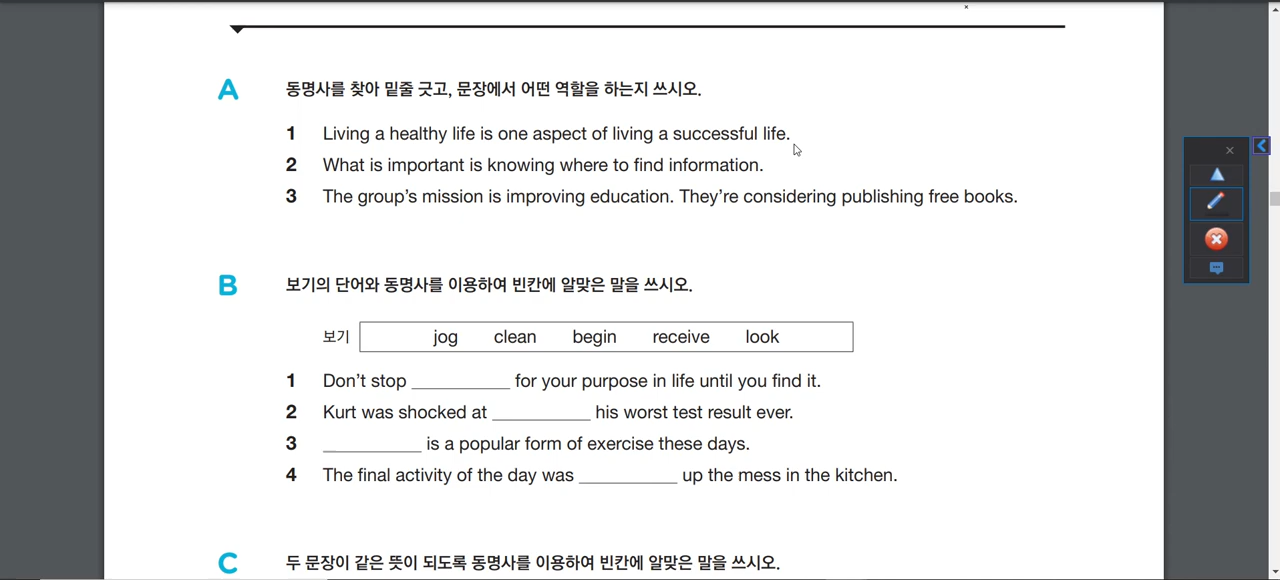 A 동명사를 찾아 밑줄 긋고, 문장에서 어떤 역할을 하는지 쓰시오.
1 Living a healthy life is one aspect of living a successful life.
2 What is important is knowing where to find information.
3 The group's mission is improving education. They're considering publishing free books.
B 보기의 단어와 동명사를 이용하여 빈칸에 알맞은 말을 쓰시오.
보기 jog clean begin receive look
1 Don't stop __________ for your purpose in life until you find it.
2 Kurt was shocked at __________ his worst test result ever.
3 __________ is a popular form of exercise these days.
4 The final activity of the day was __________ up the mess in the kitchen.
C 두 문장이 같은 뜻이 되도록 동명사를 이용하여 빈칸에 알맞은 말을 쓰시오.